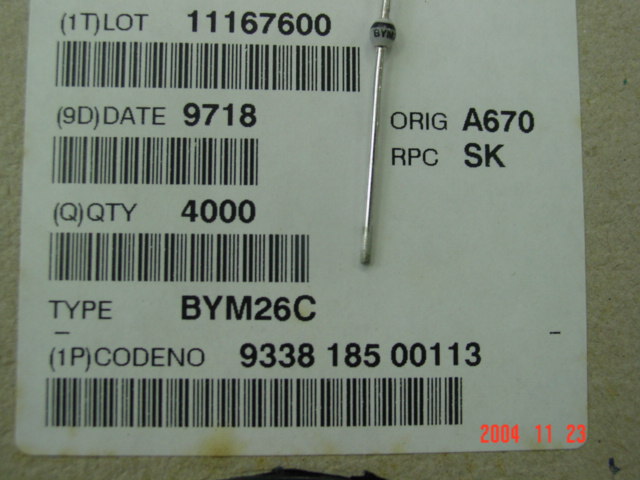 (1T)LOT 11167600
(9D)DATE 9718
ORIG A670
RPC SK
(Q)QTY 4000
TYPE BYM26C
(1P)CODENO 9338 185 00113
BYM
2004 11 23